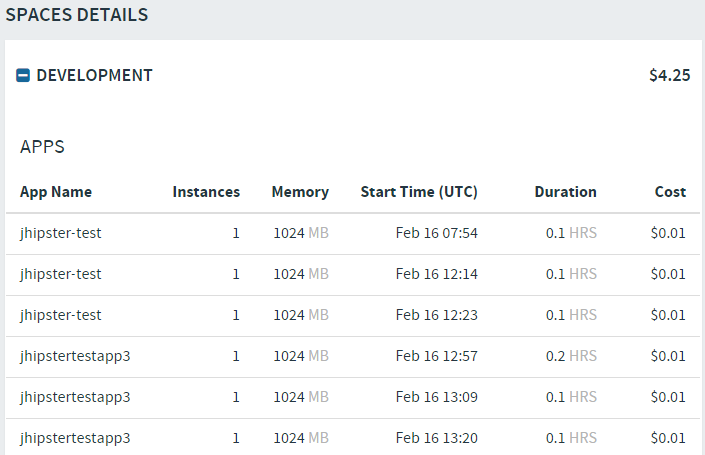 SPACES DETAILS
DEVELOPMENT $4.25
APPS
App Name Instances Memory Start Time (UTC) Duration Cost
jhipster-test 1 1024 MB Feb 16 07:54 0.1 HRS $0.01
jhipster-test 1 1024 MB Feb 16 12:14 0.1 HRS $0.01
jhipster-test 1 1024 MB Feb 16 12:23 0.1 HRS $0.01
jhipstertestapp3 1 1024 MB Feb 16 12:57 0.2 HRS $0.01
jhipstertestapp3 1 1024 MB Feb 16 13:09 0.1 HRS $0.01
jhipstertestapp3 1 1024 MB Feb 16 13:20 0.1 HRS $0.01